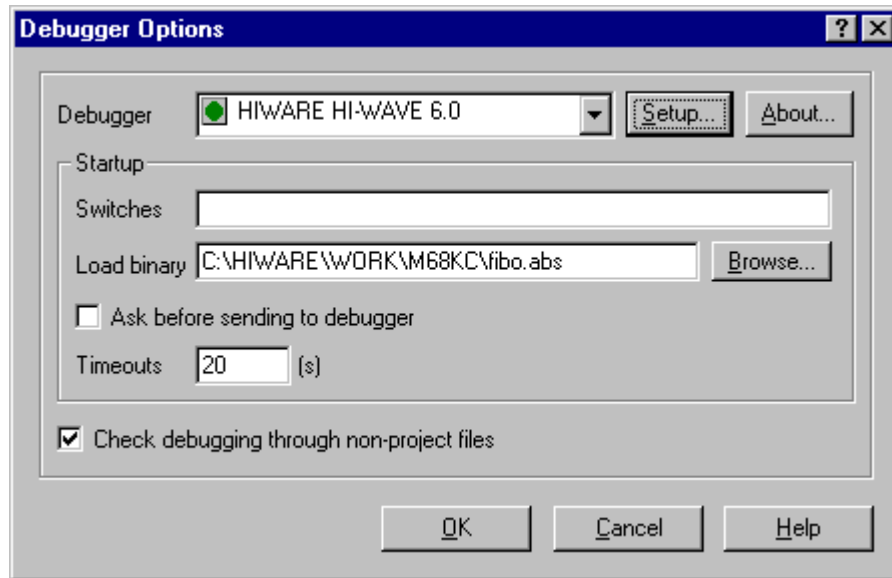 Debugger Options
Debugger HIWARE HI-WAVE 6.0 Setup... About...
Startup
Switches
Load binary C:\HIWARE\WORK\M68KC\fibo.abs Browse...
Ask before sending to debugger
Timeouts 20 (s)
Check debugging through non-project files
OK Cancel Help